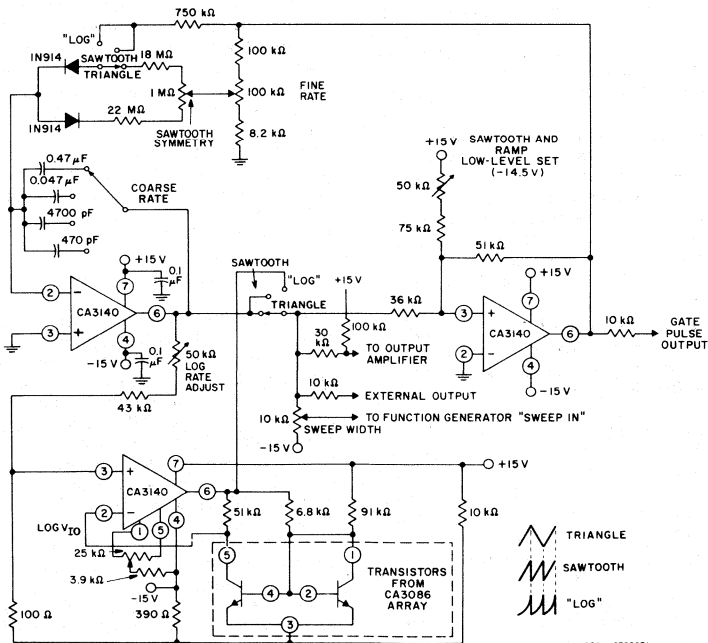 750 kΩ
"LOG"
1N914
SAWTOOTH
TRIANGLE
18 MΩ
100 kΩ
1 MΩ
100 kΩ
FINE
RATE
22 MΩ
1N914
SAWTOOTH
SYMMETRY
8.2 kΩ
0.47 µF
0.047 µF
COARSE
RATE
4700 pF
470 pF
+15 V
SAWTOOTH AND
RAMP
LOW-LEVEL SET
(-14.5 V)
50 kΩ
75 kΩ
51 kΩ
+15 V
0.1
µF
7
2
-
CA3140
6
3
+
4
-15 V
0.1
µF
SAWTOOTH
"LOG"
TRIANGLE
+15 V
36 kΩ
100 kΩ
30
kΩ
TO OUTPUT
AMPLIFIER
+15 V
7
3
+
CA3140
6
2
-
4
-15 V
10 kΩ
GATE
PULSE
OUTPUT
50 kΩ
LOG
RATE
ADJUST
43 kΩ
10 kΩ
EXTERNAL OUTPUT
10 kΩ
TO FUNCTION GENERATOR "SWEEP IN"
SWEEP WIDTH
-15 V
7
+15 V
3
+
CA3140
6
2
-
1
5
4
LOG VIO
25 kΩ
3.9 kΩ
-15 V
51 kΩ
6.8 kΩ
91 kΩ
10 kΩ
5
1
4
2
3
TRANSISTORS
FROM
CA3086
ARRAY
100 Ω
390 Ω
TRIANGLE
SAWTOOTH
"LOG"